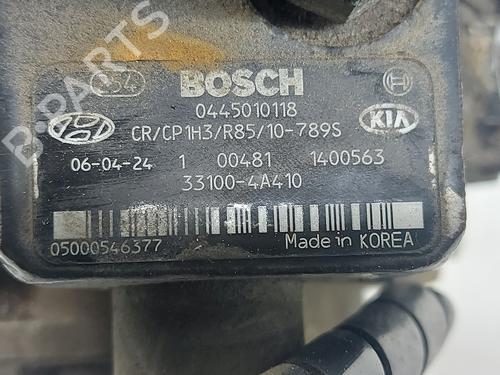 254 BOSCH
0445010118
CR/CP1H3/R85/10-789S KIA
06-04-24 1 00481 1400563
33100-4A410
05000546377 Made in KOREA